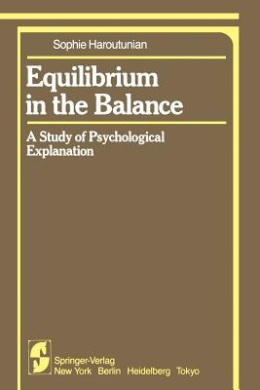 Sophie Haroutunian
Equilibrium
in the Balance
A Study of Psychological
Explanation
Springer-Verlag
New York Berlin Heidelberg Tokyo